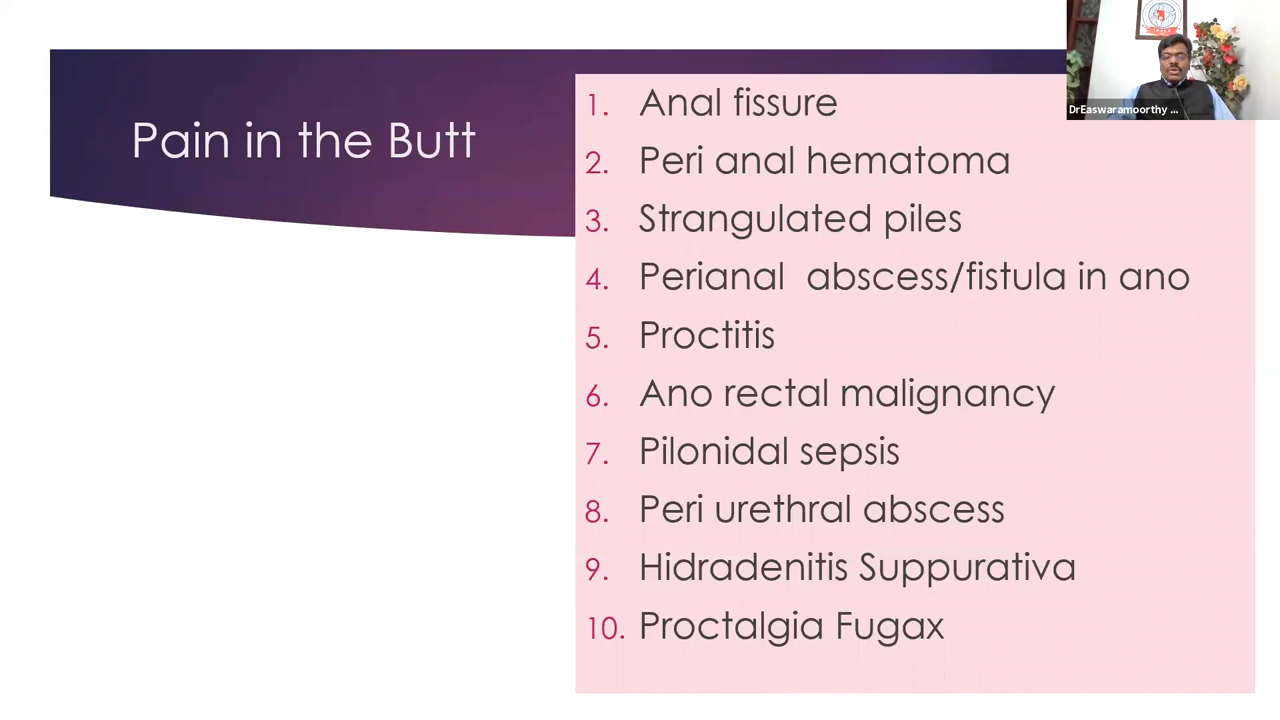 Pain in the Butt
1. Anal fissure
2. Peri anal hematoma
3. Strangulated piles
4. Perianal abscess/fistula in ano
5. Proctitis
6. Ano rectal malignancy
7. Pilonidal sepsis
8. Peri urethral abscess
9. Hidradenitis Suppurativa
10. Proctalgia Fugax
DrEaswaramoorthy ...